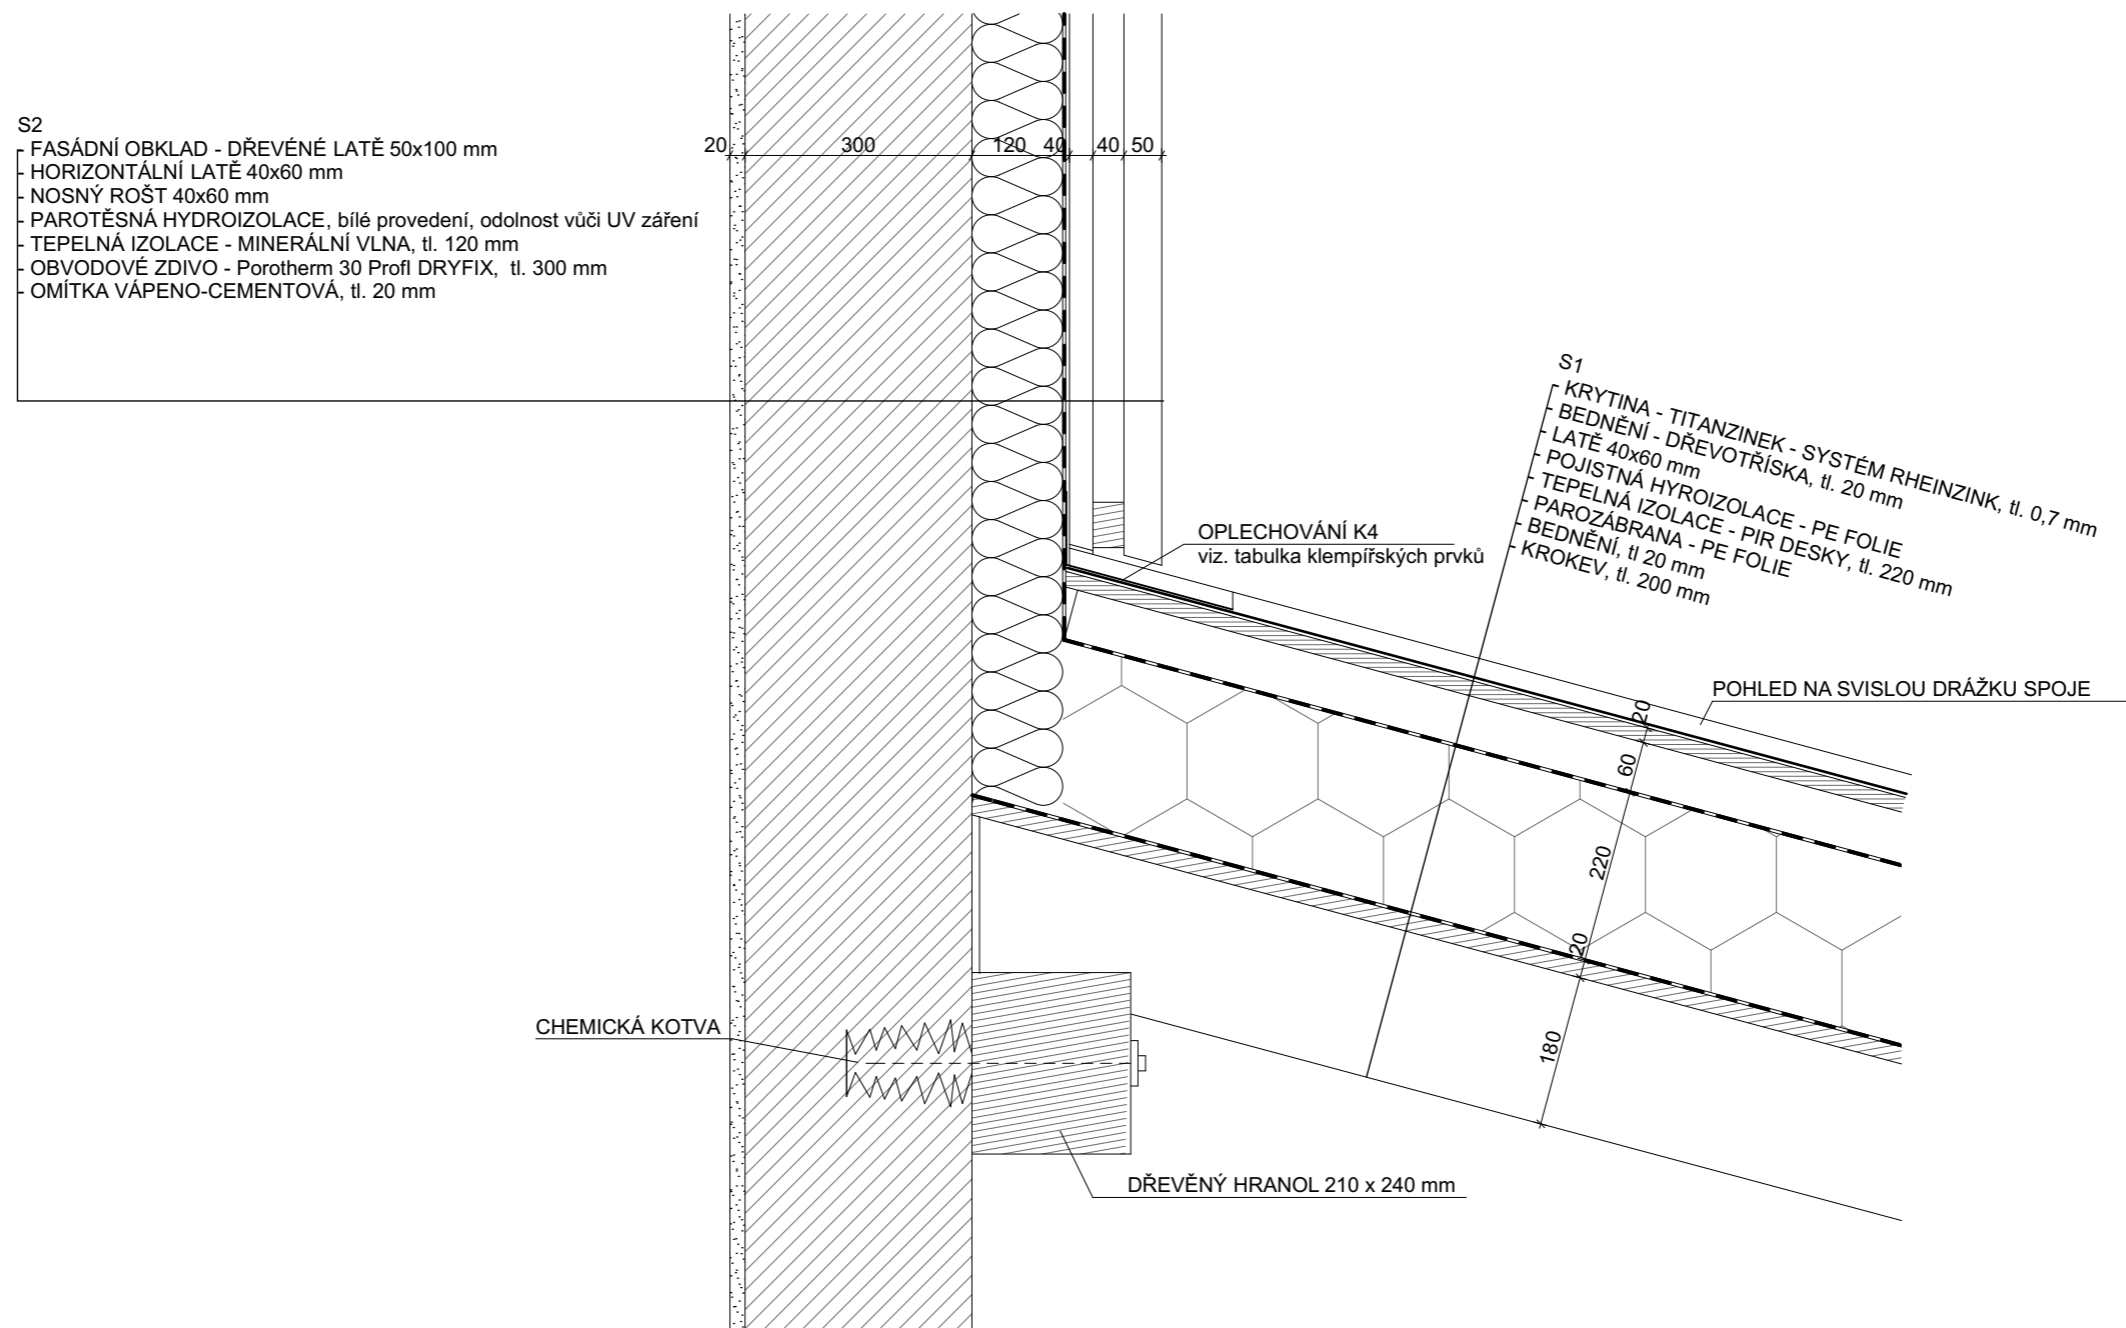 S2
FASÁDNÍ OBKLAD - DŘEVÉNÉ LATĚ 50x100 mm
HORIZONTÁLNÍ LATĚ 40x60 mm
NOSNÝ ROŠT 40x60 mm
PAROTĚSNÁ HYDROIZOLACE, bílé provedení, odolnost vůči UV záření
TEPELNÁ IZOLACE - MINERÁLNÍ VLNA, tl. 120 mm
OBVODOVÉ ZDIVO - Porotherm 30 Profi DRYFIX, tl. 300 mm
OMÍTKA VÁPENO-CEMENTOVÁ, tl. 20 mm
20 300 120 40 40 50
S1
KRYTINA - TITANZINEK - SYSTÉM RHEINZINK, tl. 0,7 mm
BEDNĚNÍ - DŘEVOTŘÍSKA, tl. 20 mm
LATĚ 40x60 mm
POJISTNÁ HYROIZOLACE - PE FOLIE
TEPELNÁ IZOLACE - PIR DESKY, tl. 220 mm
PAROZÁBRANA - PE FOLIE
BEDNĚNÍ, tl 20 mm
KROKEV, tl. 200 mm
OPLECHOVÁNÍ K4
viz. tabulka klempířských prvků
POHLED NA SVISLOU DRÁŽKU SPOJE
20
60
220
20
180
CHEMICKÁ KOTVA
DŘEVĚNÝ HRANOL 210 x 240 mm